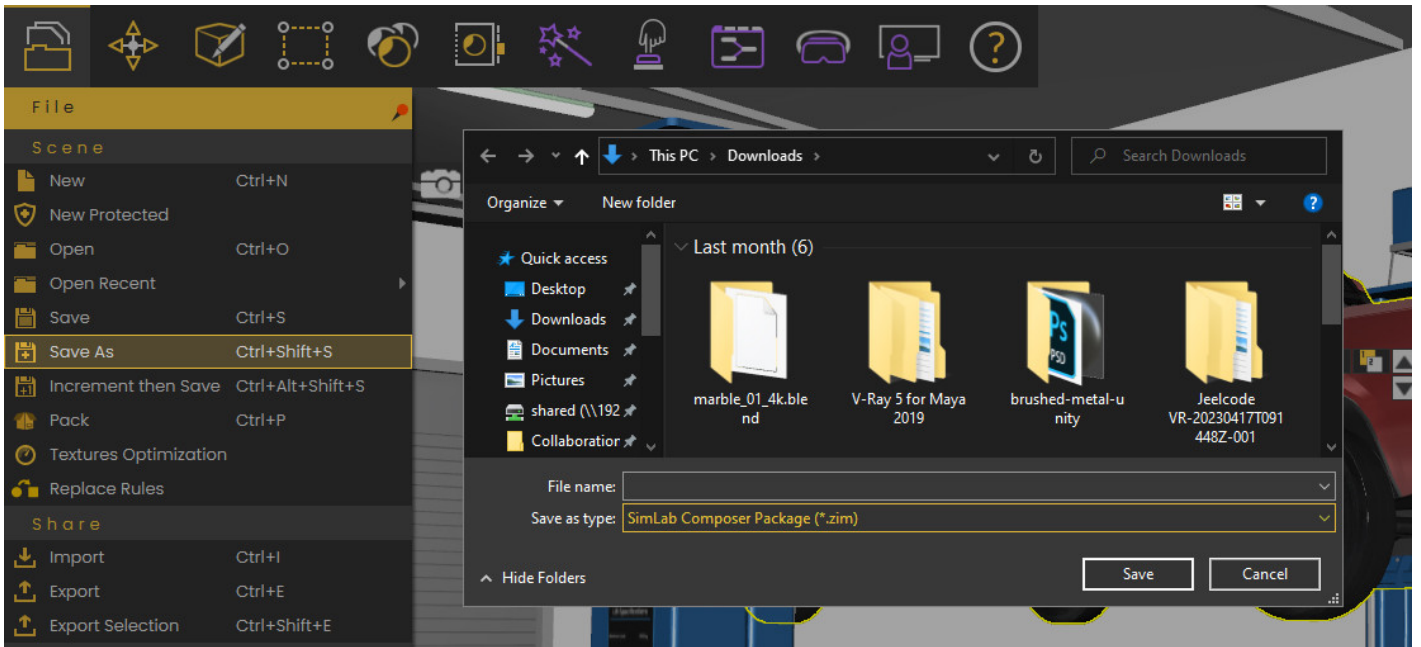 File
Scene
New Ctrl+N
New Protected
Open Ctrl+O
Open Recent
Save Ctrl+S
Save As Ctrl+Shift+S
Increment then Save Ctrl+Alt+Shift+S
Pack Ctrl+P
Textures Optimization
Replace Rules
Share
Import Ctrl+I
Export Ctrl+E
Export Selection Ctrl+Shift+E
This PC > Downloads >
Search Downloads
Organize
New folder
Quick access
Desktop
Downloads
Documents
Pictures
shared (\\192
Collaboration
Last month (6)
marble_01_4k.ble
nd
V-Ray 5 for Maya
2019
Ps
PSD
brushed-metal-u
nity
Jeelcode
VR-20230417T091
448Z-001
File name:
Save as type: SimLab Composer Package (*.zim)
Hide Folders
Save
Cancel